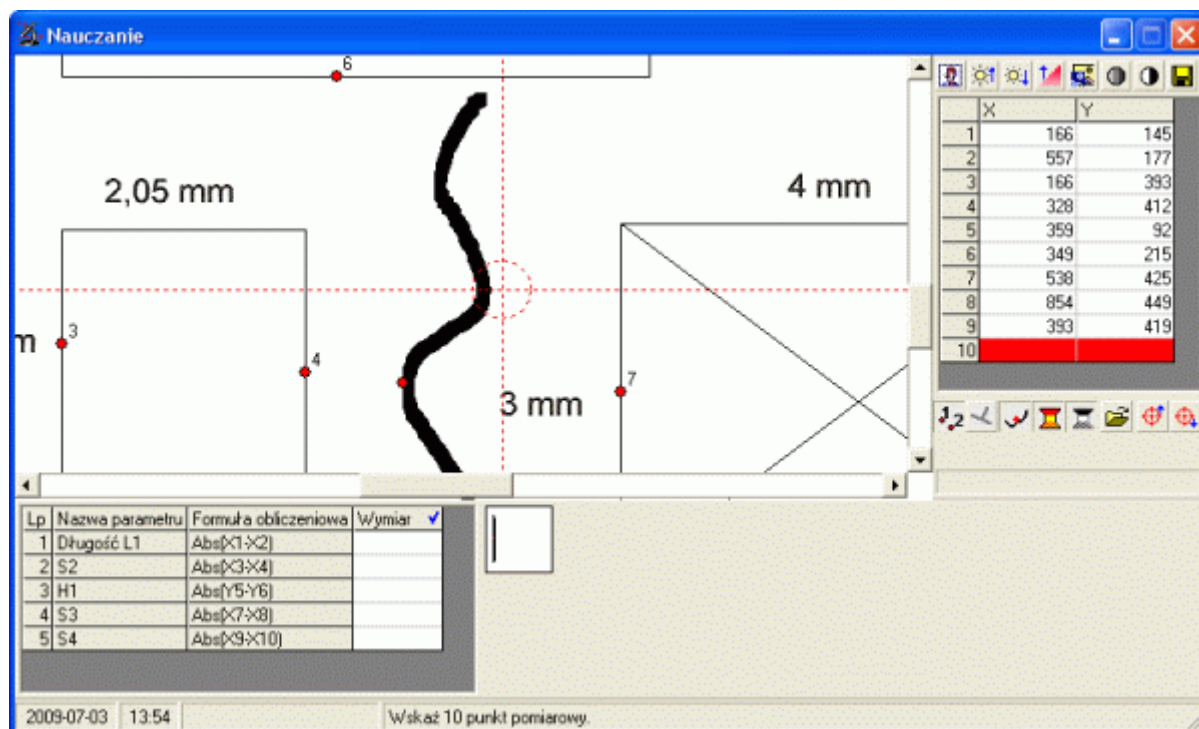 Nauczanie
6
2,05 mm
4 mm
m
3
4
3 mm
7
X Y
1 166 145
2 557 177
3 166 393
4 328 412
5 359 92
6 349 215
7 538 425
8 854 449
9 393 419
10
1 2
Lp Nazwa parametru Formuła obliczeniowa Wymiar
1 Długość L1 Abs(X1-X2)
2 S2 Abs(X3-X4)
3 H1 Abs(Y5-Y6)
4 S3 Abs(X7-X8)
5 S4 Abs(X9-X10)
2009-07-03 13:54 Wskaż 10 punkt pomiarowy.